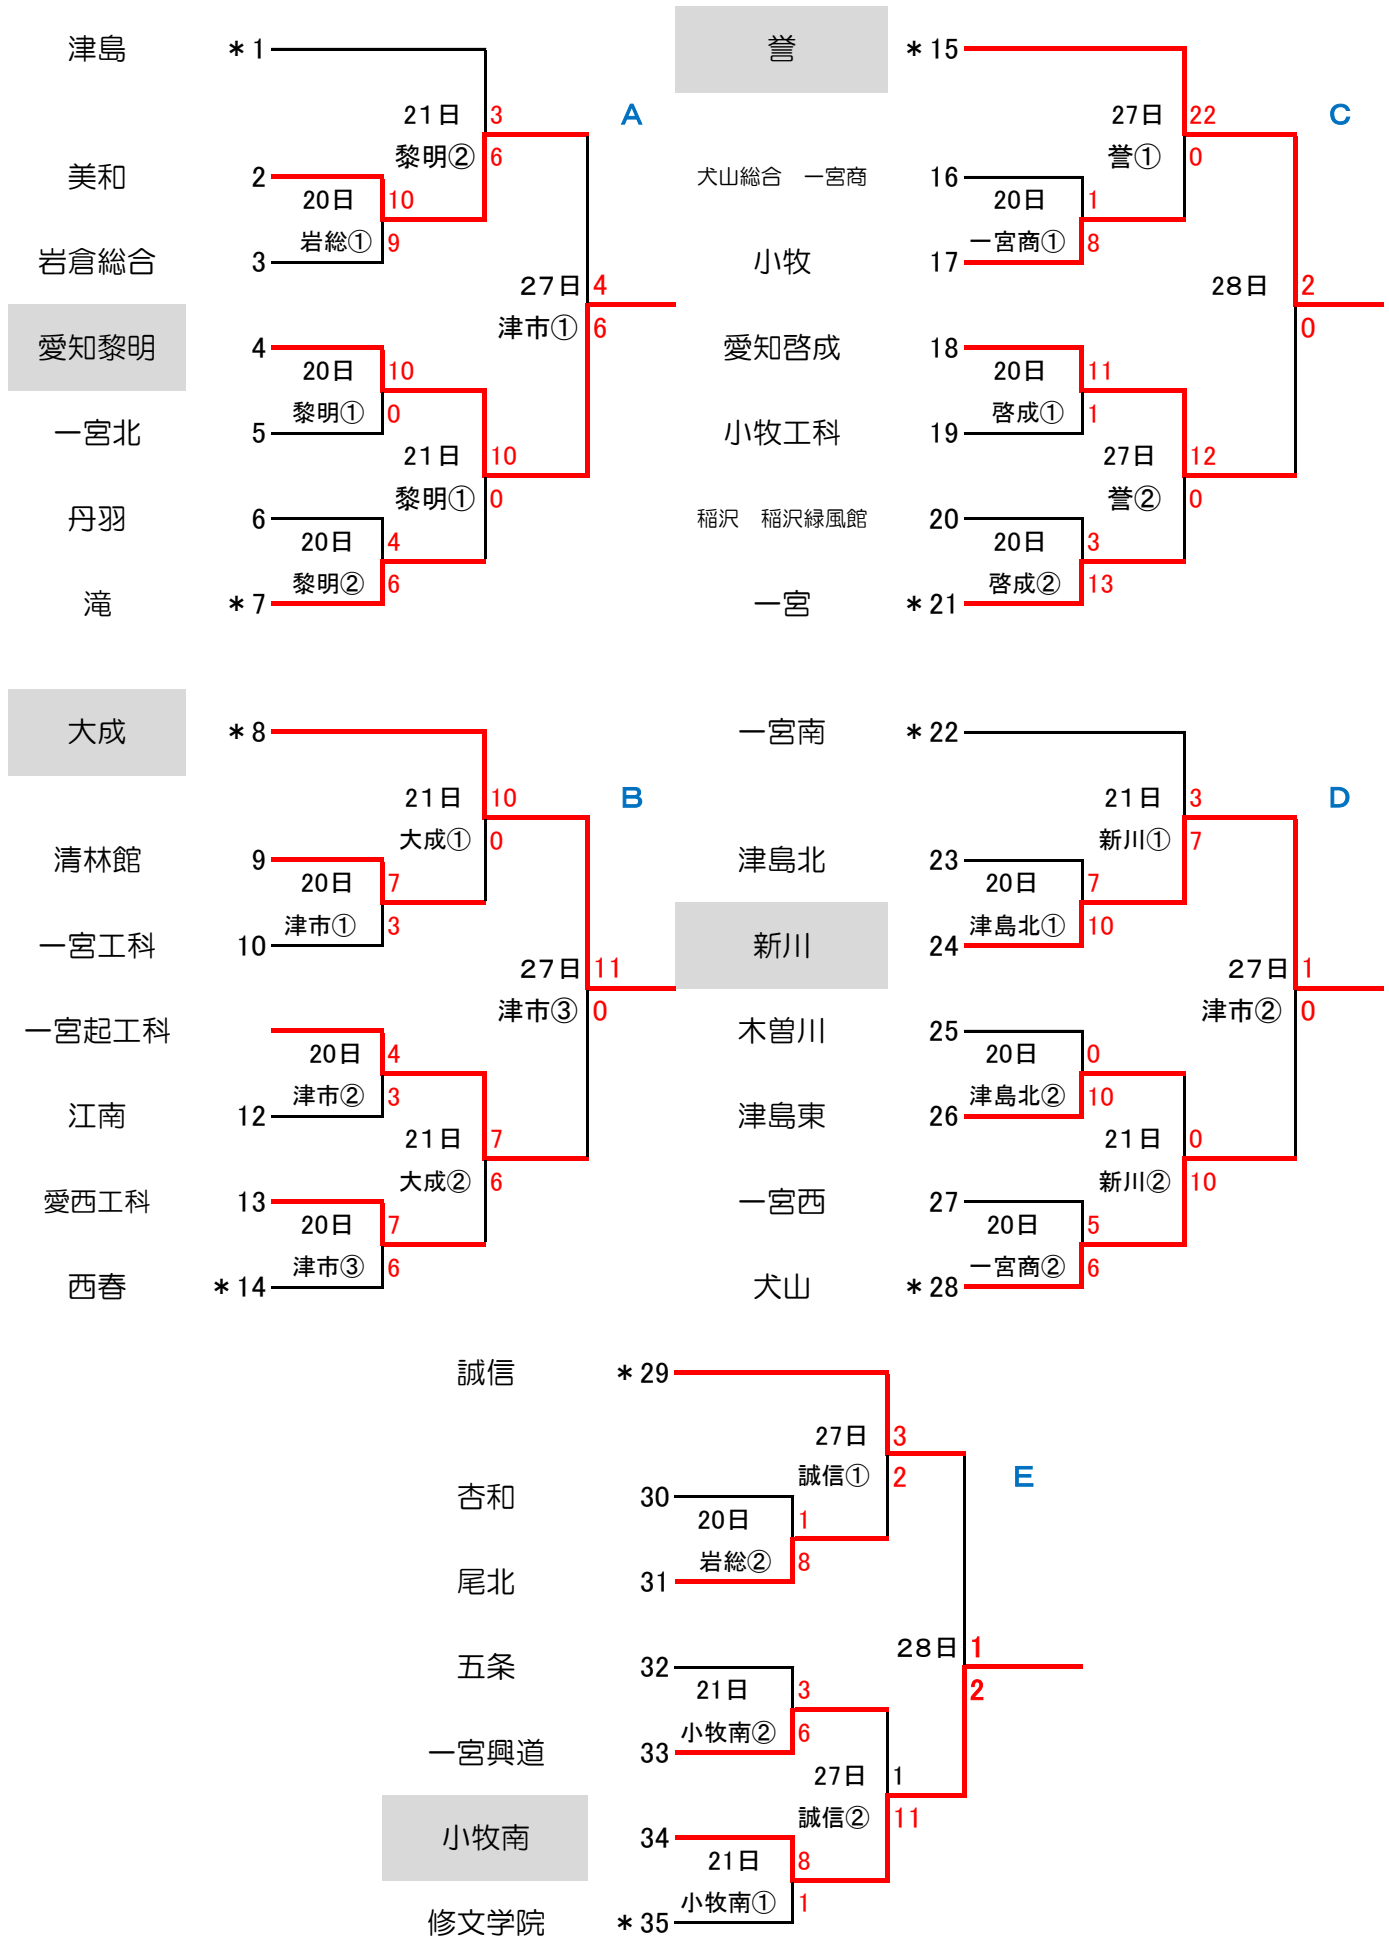 津島 ＊1
21日 3 A
黎明② 6
美和 2
20日 10
岩総① 9
岩倉総合 3
27日 4
津市① 6
愛知黎明 4
20日 10
黎明① 0
一宮北 5
21日 10
黎明① 0
丹羽 6
20日 4
黎明② 6
滝 ＊7
誉 ＊15
27日 22 C
誉① 0
犬山総合　一宮商 16
20日 1
一宮商① 8
小牧 17
28日 2
0
愛知啓成 18
20日 11
啓成① 1
小牧工科 19
27日 12
誉② 0
稲沢　稲沢緑風館 20
20日 3
啓成② 13
一宮 ＊21
大成 ＊8
21日 10 B
大成① 0
清林館 9
20日 7
津市① 3
一宮工科 10
27日 11
津市③ 0
一宮起工科
20日 4
津市② 3
江南 12
21日 7
大成② 6
愛西工科 13
20日 7
津市③ 6
西春 ＊14
一宮南 ＊22
21日 3 D
新川① 7
津島北 23
20日 7
津島北① 10
新川 24
27日 1
津市② 0
木曽川 25
20日 0
津島北② 10
津島東 26
21日 0
新川② 10
一宮西 27
20日 5
一宮商② 6
犬山 ＊28
誠信 ＊29
27日 3
誠信① 2 E
杏和 30
20日 1
岩総② 8
尾北 31
28日 1
2
五条 32
21日 3
小牧南② 6
一宮興道 33
27日 1
誠信② 11
小牧南 34
21日 8
小牧南① 1
修文学院 ＊35